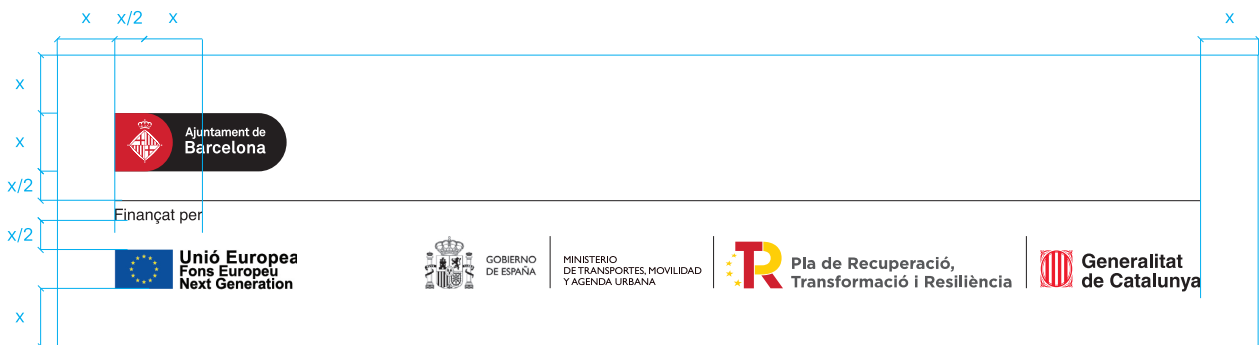 x x/2 x x
x
x
x/2
x/2
x
Ajuntament de
Barcelona
Finançat per
Unió Europea
Fons Europeu
Next Generation
GOBIERNO
DE ESPAÑA
MINISTERIO
DE TRANSPORTES, MOVILIDAD
Y AGENDA URBANA
TR
Pla de Recuperació,
Transformació i Resiliència
Generalitat
de Catalunya